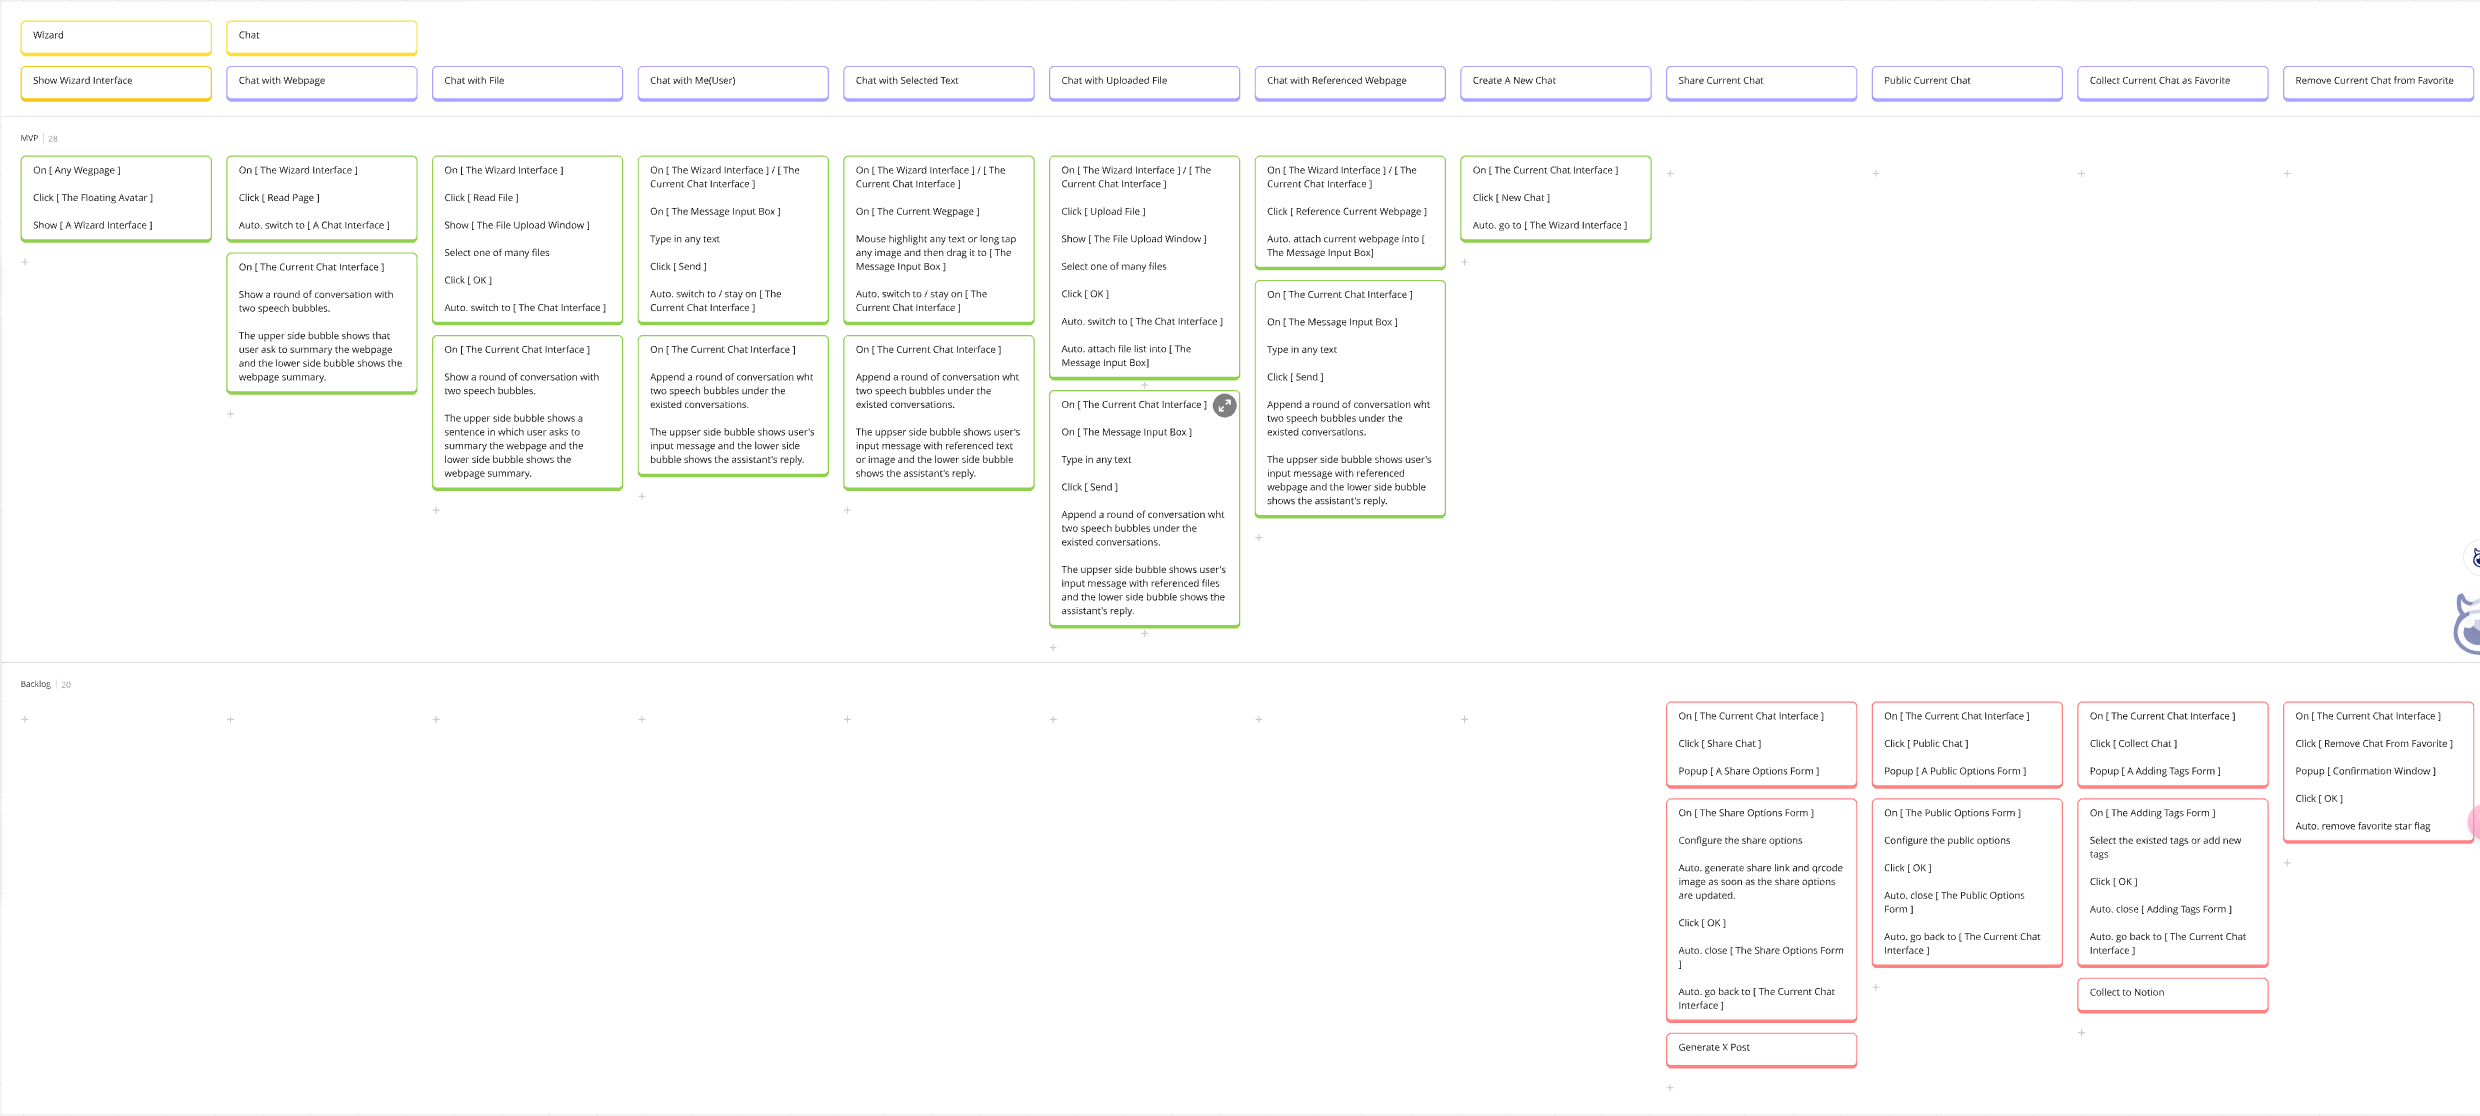 Wizard
Chat
Show Wizard Interface
Chat with Webpage
Chat with File
Chat with Me(User)
Chat with Selected Text
Chat with Uploaded File
Chat with Referenced Webpage
Create A New Chat
Share Current Chat
Public Current Chat
Collect Current Chat as Favorite
Remove Current Chat from Favorite
MVP | 28
On [ Any Wegpage ]
Click [ The Floating Avatar ]
Show [ A Wizard Interface ]
On [ The Wizard Interface ]
Click [ Read Page ]
Auto. switch to [ A Chat Interface ]
On [ The Current Chat Interface ]
Show a round of conversation with
two speech bubbles.
The upper side bubble shows that
user ask to summary the webpage
and the lower side bubble shows the
webpage summary.
On [ The Wizard Interface ]
Click [ Read File ]
Show [ The File Upload Window ]
Select one of many files
Click [ OK ]
Auto. switch to [ The Chat Interface ]
On [ The Current Chat Interface ]
Show a round of conversation with
two speech bubbles.
The upper side bubble shows a
sentence in which user asks to
summary the webpage and the
lower side bubble shows the
webpage summary.
On [ The Wizard Interface ] / [ The
Current Chat Interface ]
On [ The Message Input Box ]
Type in any text
Click [ Send ]
Auto. switch to / stay on [ The
Current Chat Interface ]
On [ The Current Chat Interface ]
Append a round of conversation wht
two speech bubbles under the
existed conversations.
The uppser side bubble shows user's
input message and the lower side
bubble shows the assistant's reply.
On [ The Wizard Interface ] / [ The
Current Chat Interface ]
On [ The Current Wegpage ]
Mouse highlight any text or long tap
any image and then drag it to [ The
Message Input Box ]
Auto. switch to / stay on [ The
Current Chat Interface ]
On [ The Current Chat Interface ]
Append a round of conversation wht
two speech bubbles under the
existed conversations.
The uppser side bubble shows user's
input message with referenced text
or image and the lower side bubble
shows the assistant's reply.
On [ The Wizard Interface ] / [ The
Current Chat Interface ]
Click [ Upload File ]
Show [ The File Upload Window ]
Select one of many files
Click [ OK ]
Auto. switch to [ The Chat Interface ]
Auto. attach file list into [ The
Message Input Box]
On [ The Current Chat Interface ]
On [ The Message Input Box ]
Type in any text
Click [ Send ]
Append a round of conversation wht
two speech bubbles under the
existed conversations.
The uppser side bubble shows user's
input message with referenced files
and the lower side bubble shows the
assistant's reply.
On [ The Wizard Interface ] / [ The
Current Chat Interface ]
Click [ Reference Current Webpage ]
Auto. attach current webpage into [
The Message Input Box]
On [ The Current Chat Interface ]
On [ The Message Input Box ]
Type in any text
Click [ Send ]
Append a round of conversation wht
two speech bubbles under the
existed conversations.
The uppser side bubble shows user's
input message with referenced
webpage and the lower side bubble
shows the assistant's reply.
On [ The Current Chat Interface ]
Click [ New Chat ]
Auto. go to [ The Wizard Interface ]
Backlog | 20
On [ The Current Chat Interface ]
Click [ Share Chat ]
Popup [ A Share Options Form ]
On [ The Share Options Form ]
Configure the share options
Auto. generate share link and qrcode
image as soon as the share options
are updated.
Click [ OK ]
Auto. close [ The Share Options Form
]
Auto. go back to [ The Current Chat
Interface ]
Generate X Post
On [ The Current Chat Interface ]
Click [ Public Chat ]
Popup [ A Public Options Form ]
On [ The Public Options Form ]
Configure the public options
Click [ OK ]
Auto. close [ The Public Options
Form ]
Auto. go back to [ The Current Chat
Interface ]
On [ The Current Chat Interface ]
Click [ Collect Chat ]
Popup [ A Adding Tags Form ]
On [ The Adding Tags Form ]
Select the existed tags or add new
tags
Click [ OK ]
Auto. close [ Adding Tags Form ]
Auto. go back to [ The Current Chat
Interface ]
Collect to Notion
On [ The Current Chat Interface ]
Click [ Remove Chat From Favorite ]
Popup [ Confirmation Window ]
Click [ OK ]
Auto. remove favorite star flag